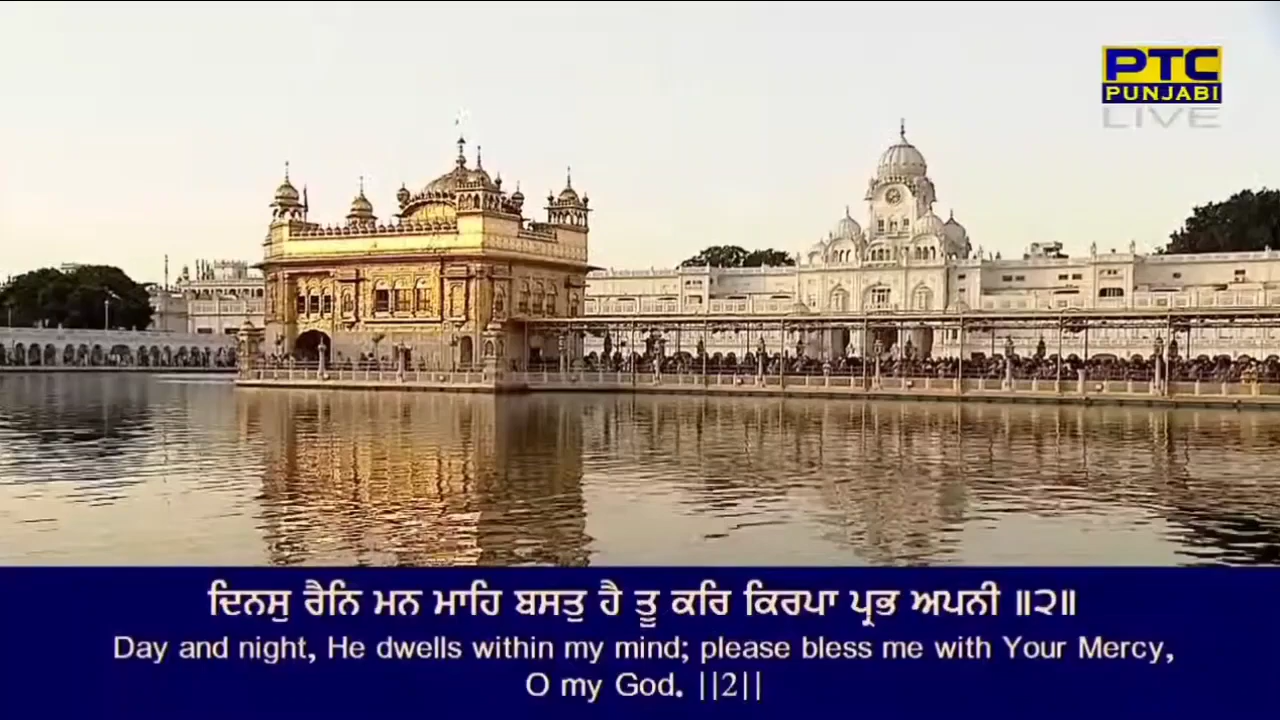 PTC
PUNJABI
LIVE
ਦਿਨਸੁ ਰੈਨਿ ਮਨ ਮਾਹਿ ਬਸਤੁ ਹੈ ਤੂ ਕਰਿ ਕਿਰਪਾ ਪ੍ਰਭ ਅਪਨੀ ॥੨॥
Day and night, He dwells within my mind; please bless me with Your Mercy,
O my God. ||2||